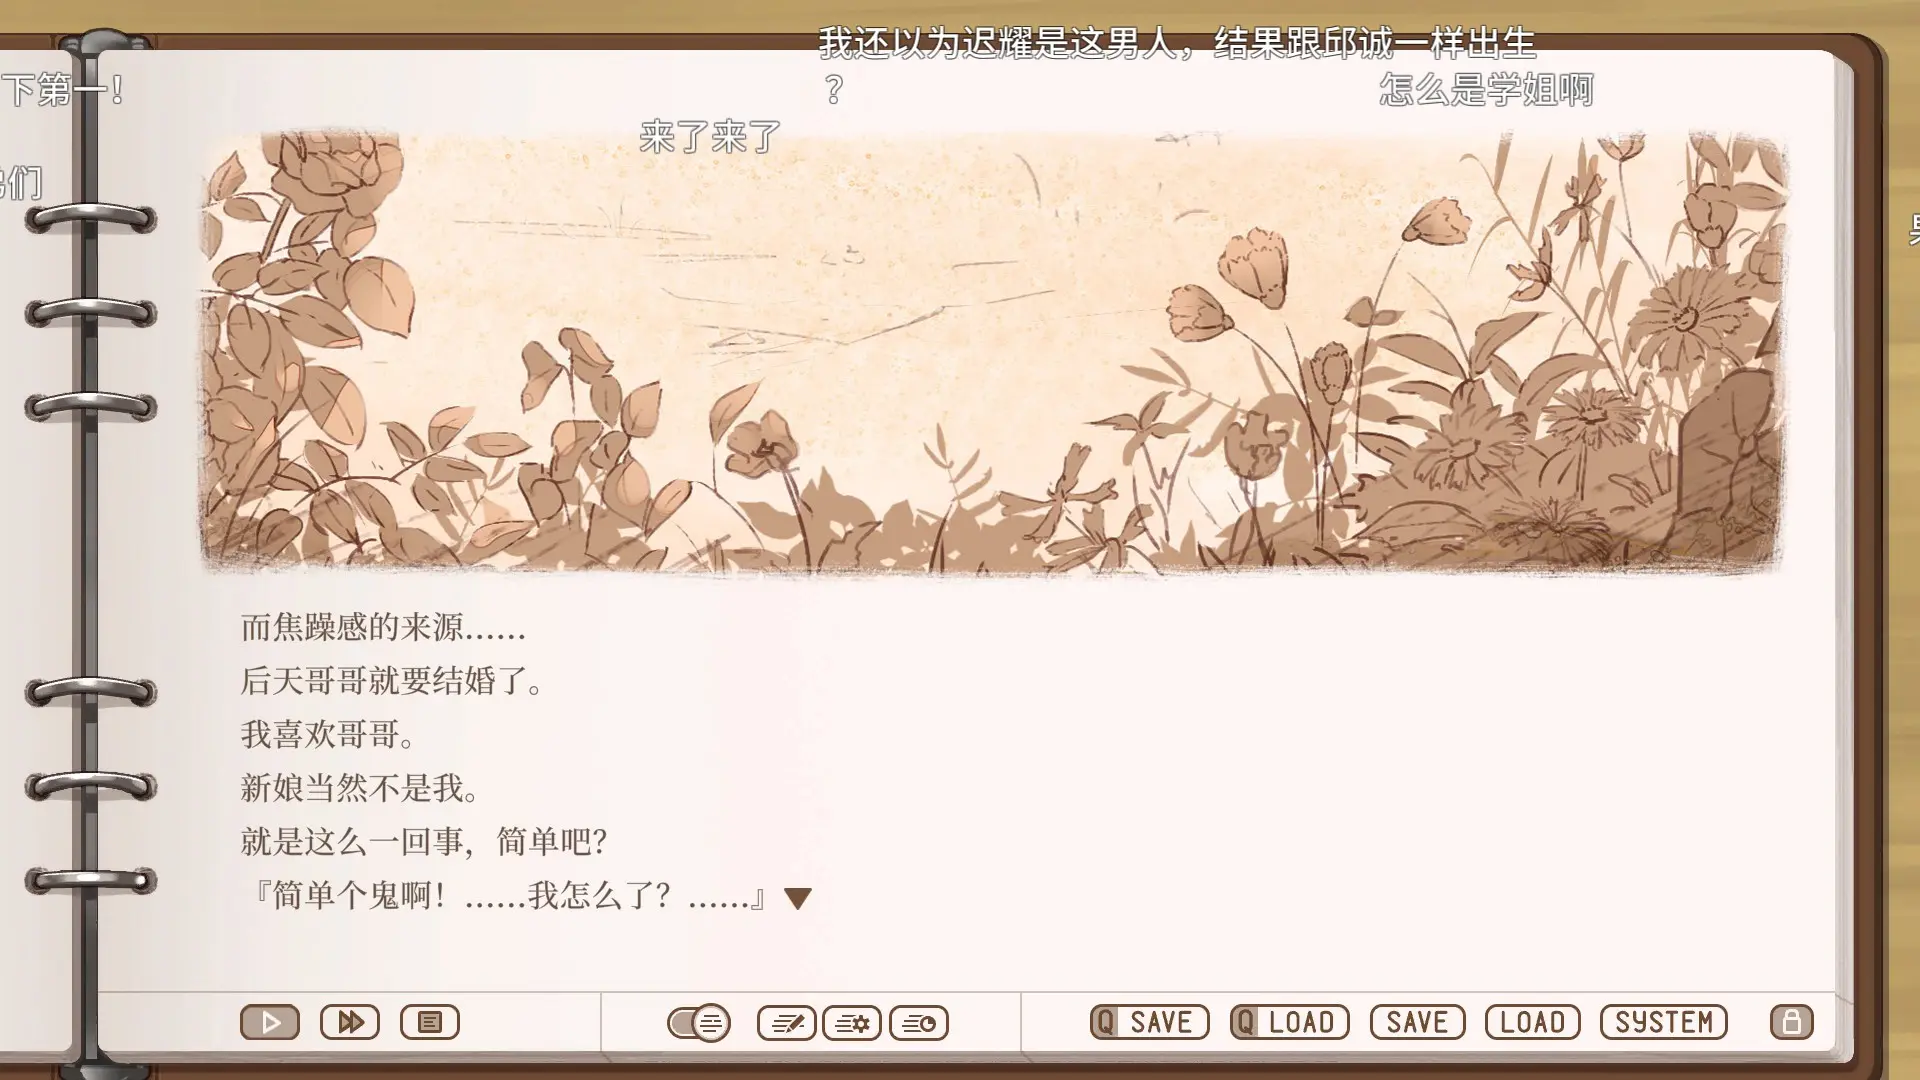 我还以为迟耀是这男人，结果跟邱诚一样出生
下第一！
？
怎么是学姐啊
来了来了
们
而焦躁感的来源……
后天哥哥就要结婚了。
我喜欢哥哥。
新娘当然不是我。
就是这么一回事，简单吧？
『简单个鬼啊！……我怎么了？……』
Q SAVE
Q LOAD
SAVE
LOAD
SYSTEM